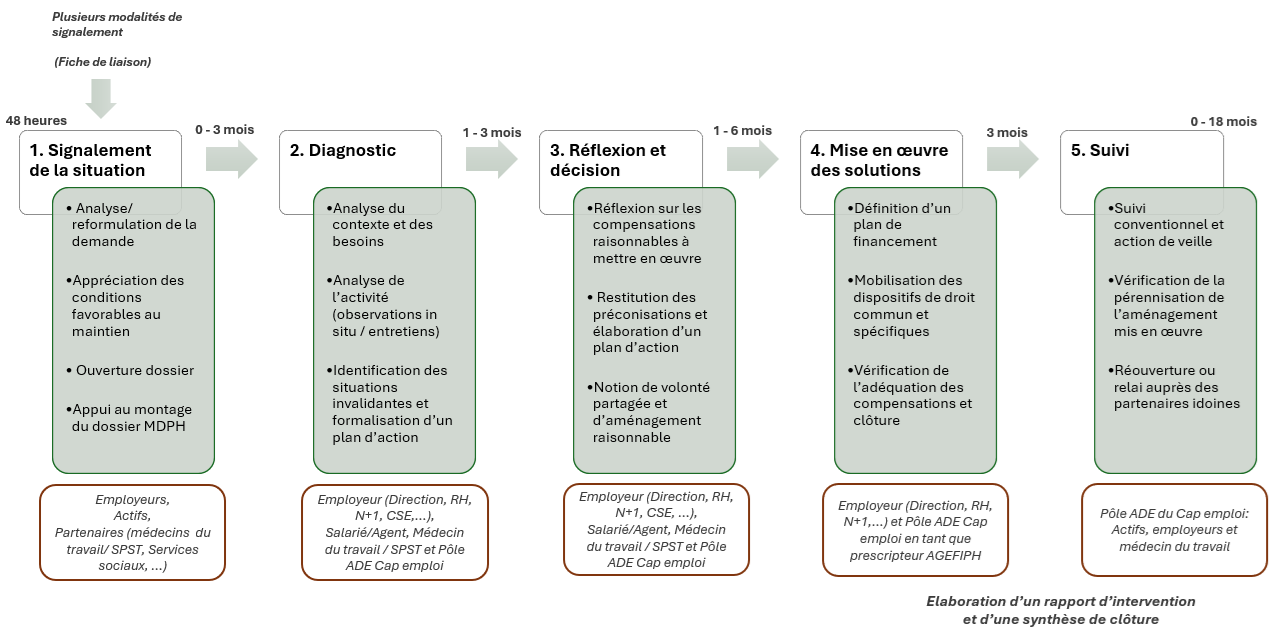 Plusieurs modalités de
signalement
(Fiche de liaison)
48 heures
1. Signalement
de la situation
• Analyse/
reformulation de la
demande
•Appréciation des
conditions
favorables au
maintien
• Ouverture dossier
•Appui au montage
du dossier MDPH
Employeurs,
Actifs,
Partenaires (médecins du
travail/ SPST, Services
sociaux, ...)
0 - 3 mois
2. Diagnostic
•Analyse du
contexte et des
besoins
•Analyse de
l’activité
(observations in
situ / entretiens)
•Identification des
situations
invalidantes et
formalisation d’un
plan d’action
Employeur (Direction, RH,
N+1, CSE,...),
Salarié/Agent, Médecin
du travail / SPST et Pôle
ADE Cap emploi
1 - 3 mois
3. Réflexion et
décision
•Réflexion sur les
compensations
raisonnables à
mettre en œuvre
• Restitution des
préconisations et
élaboration d’un
plan d’action
•Notion de volonté
partagée et
d’aménagement
raisonnable
Employeur (Direction, RH,
N+1, CSE, ...),
Salarié/Agent, Médecin
du travail / SPST et Pôle
ADE Cap emploi
1 - 6 mois
4. Mise en œuvre
des solutions
•Définition d’un
plan de
financement
•Mobilisation des
dispositifs de droit
commun et
spécifiques
•Vérification de
l’adéquation des
compensations et
clôture
Employeur (Direction, RH,
N+1,...) et Pôle ADE Cap
emploi en tant que
prescripteur AGEFIPH
3 mois
0 - 18 mois
5. Suivi
•Suivi
conventionnel et
action de veille
•Vérification de la
pérennisation de
l’aménagement
mis en œuvre
•Réouverture ou
relai auprès des
partenaires idoines
Pôle ADE du Cap emploi:
Actifs, employeurs et
médecin du travail
Elaboration d’un rapport d’intervention
et d’une synthèse de clôture